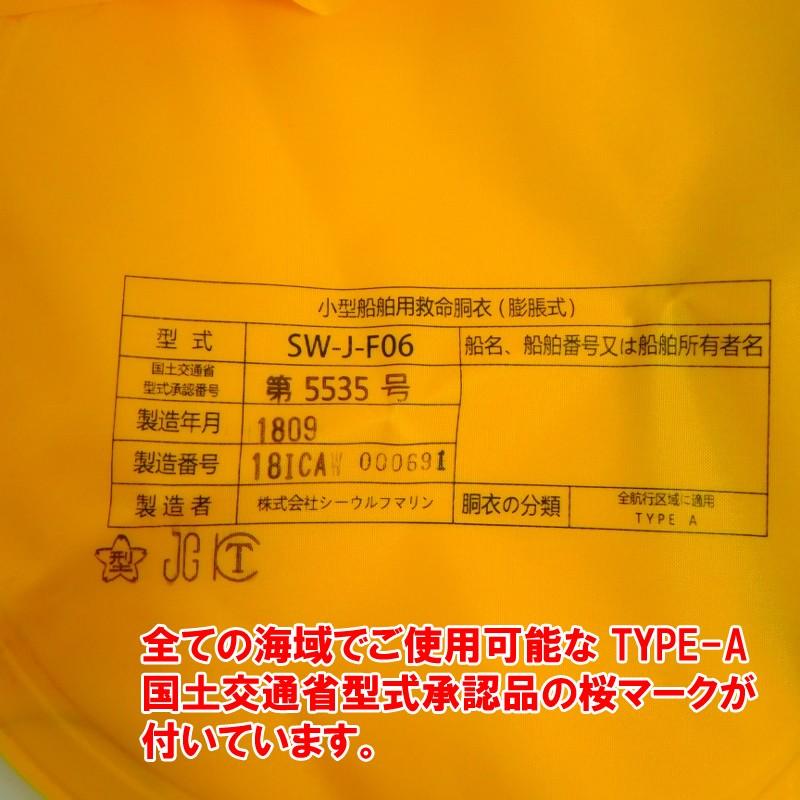 小型船舶用救命胴衣(膨脹式)
型式 SW-J-F06 船名、船舶番号又は船舶所有者名
国土交通省
型式承認番号 第 5535 号
製造年月 1809
製造番号 18ICAW 000691
製造者 株式会社シーウルフマリン 胴衣の分類 全航行区域に適用
TYPE A
型 JG T
全ての海域でご使用可能な TYPE-A
国土交通省型式承認品の桜マークが
付いています。